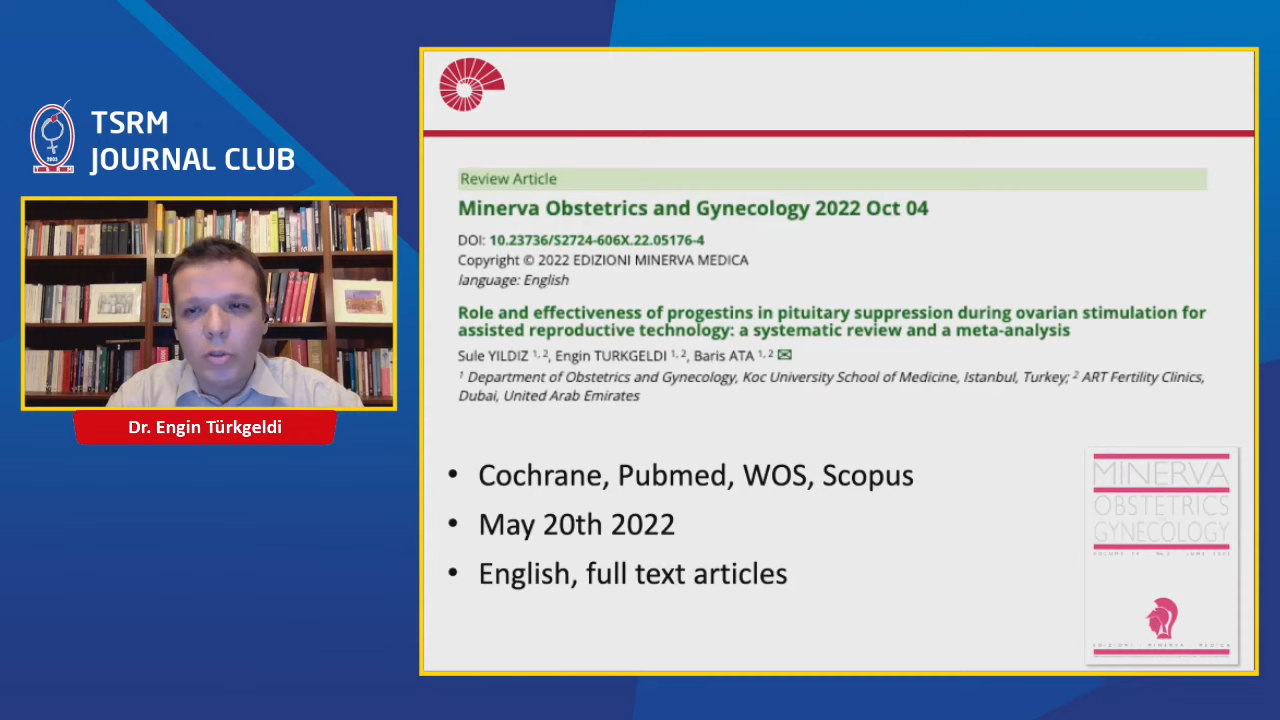 TSRM
JOURNAL CLUB
2001
T S R M
Dr. Engin Türkgeldi
Review Article
Minerva Obstetrics and Gynecology 2022 Oct 04
DOI: 10.23736/S2724-606X.22.05176-4
Copyright © 2022 EDIZIONI MINERVA MEDICA
language: English
Role and effectiveness of progestins in pituitary suppression during ovarian stimulation for
assisted reproductive technology: a systematic review and a meta-analysis
Sule YILDIZ 1, 2, Engin TURKGELDI 1, 2, Baris ATA 1, 2
1 Department of Obstetrics and Gynecology, Koc University School of Medicine, Istanbul, Turkey; 2 ART Fertility Clinics,
Dubai, United Arab Emirates
• Cochrane, Pubmed, WOS, Scopus
• May 20th 2022
• English, full text articles
MINERVA
OBSTETRICS
GYNECOLOGY
EDIZIONI MINERVA MEDICA